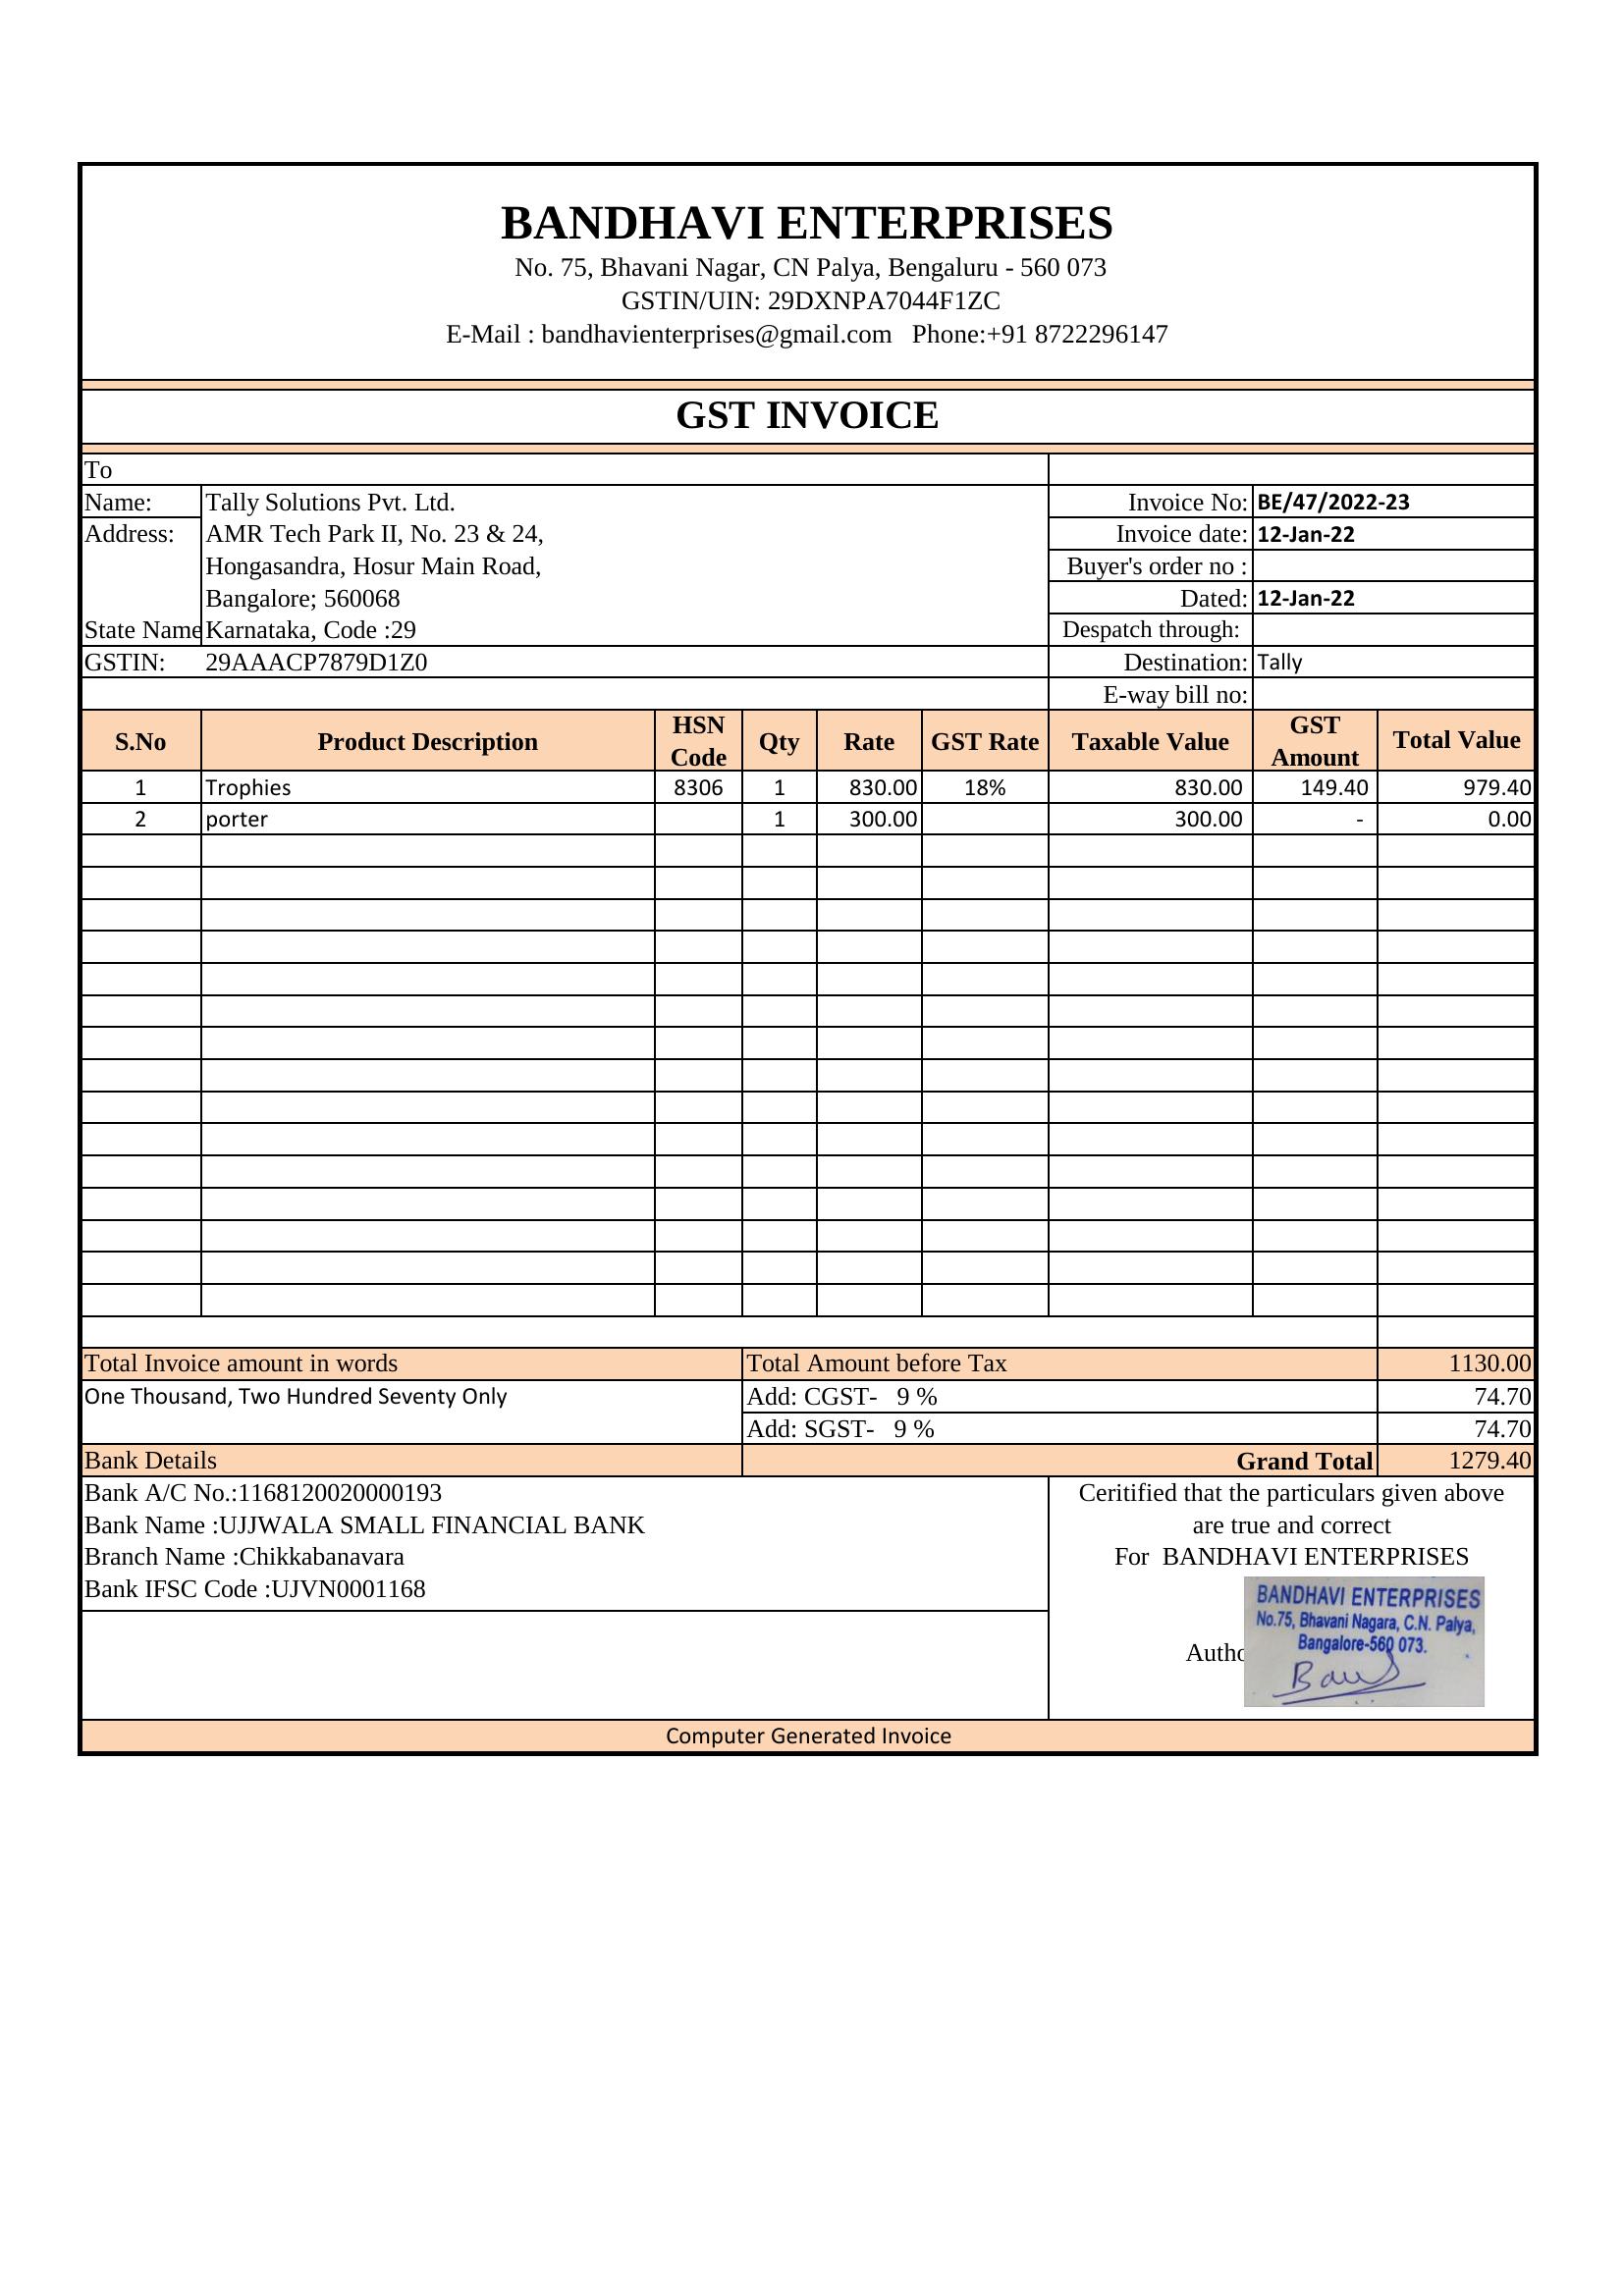 BANDHAVI ENTERPRISES
No. 75, Bhavani Nagar, CN Palya, Bengaluru - 560 073
GSTIN/UIN: 29DXNPA7044F1ZC
E-Mail : bandhavienterprises@gmail.com Phone:+91 8722296147
GST INVOICE
To
Name: Tally Solutions Pvt. Ltd. Invoice No: BE/47/2022-23
Address: AMR Tech Park II, No. 23 & 24, Invoice date: 12-Jan-22
Hongasandra, Hosur Main Road, Buyer's order no :
Bangalore; 560068 Dated: 12-Jan-22
State Name Karnataka, Code :29 Despatch through:
GSTIN: 29AAACP7879D1Z0 Destination: Tally
E-way bill no:
S.No Product Description HSN Code Qty Rate GST Rate Taxable Value GST Amount Total Value
1 Trophies 8306 1 830.00 18% 830.00 149.40 979.40
2 porter 1 300.00 300.00 - 0.00
Total Invoice amount in words Total Amount before Tax 1130.00
One Thousand, Two Hundred Seventy Only Add: CGST- 9 % 74.70
Add: SGST- 9 % 74.70
Bank Details Grand Total 1279.40
Bank A/C No.:1168120020000193
Bank Name :UJJWALA SMALL FINANCIAL BANK
Branch Name :Chikkabanavara
Bank IFSC Code :UJVN0001168
Ceritified that the particulars given above
are true and correct
For BANDHAVI ENTERPRISES
BANDHAVI ENTERPRISES
No.75, Bhavani Nagara, C.N. Palya,
Bangalore-560 073.
Autho
Computer Generated Invoice